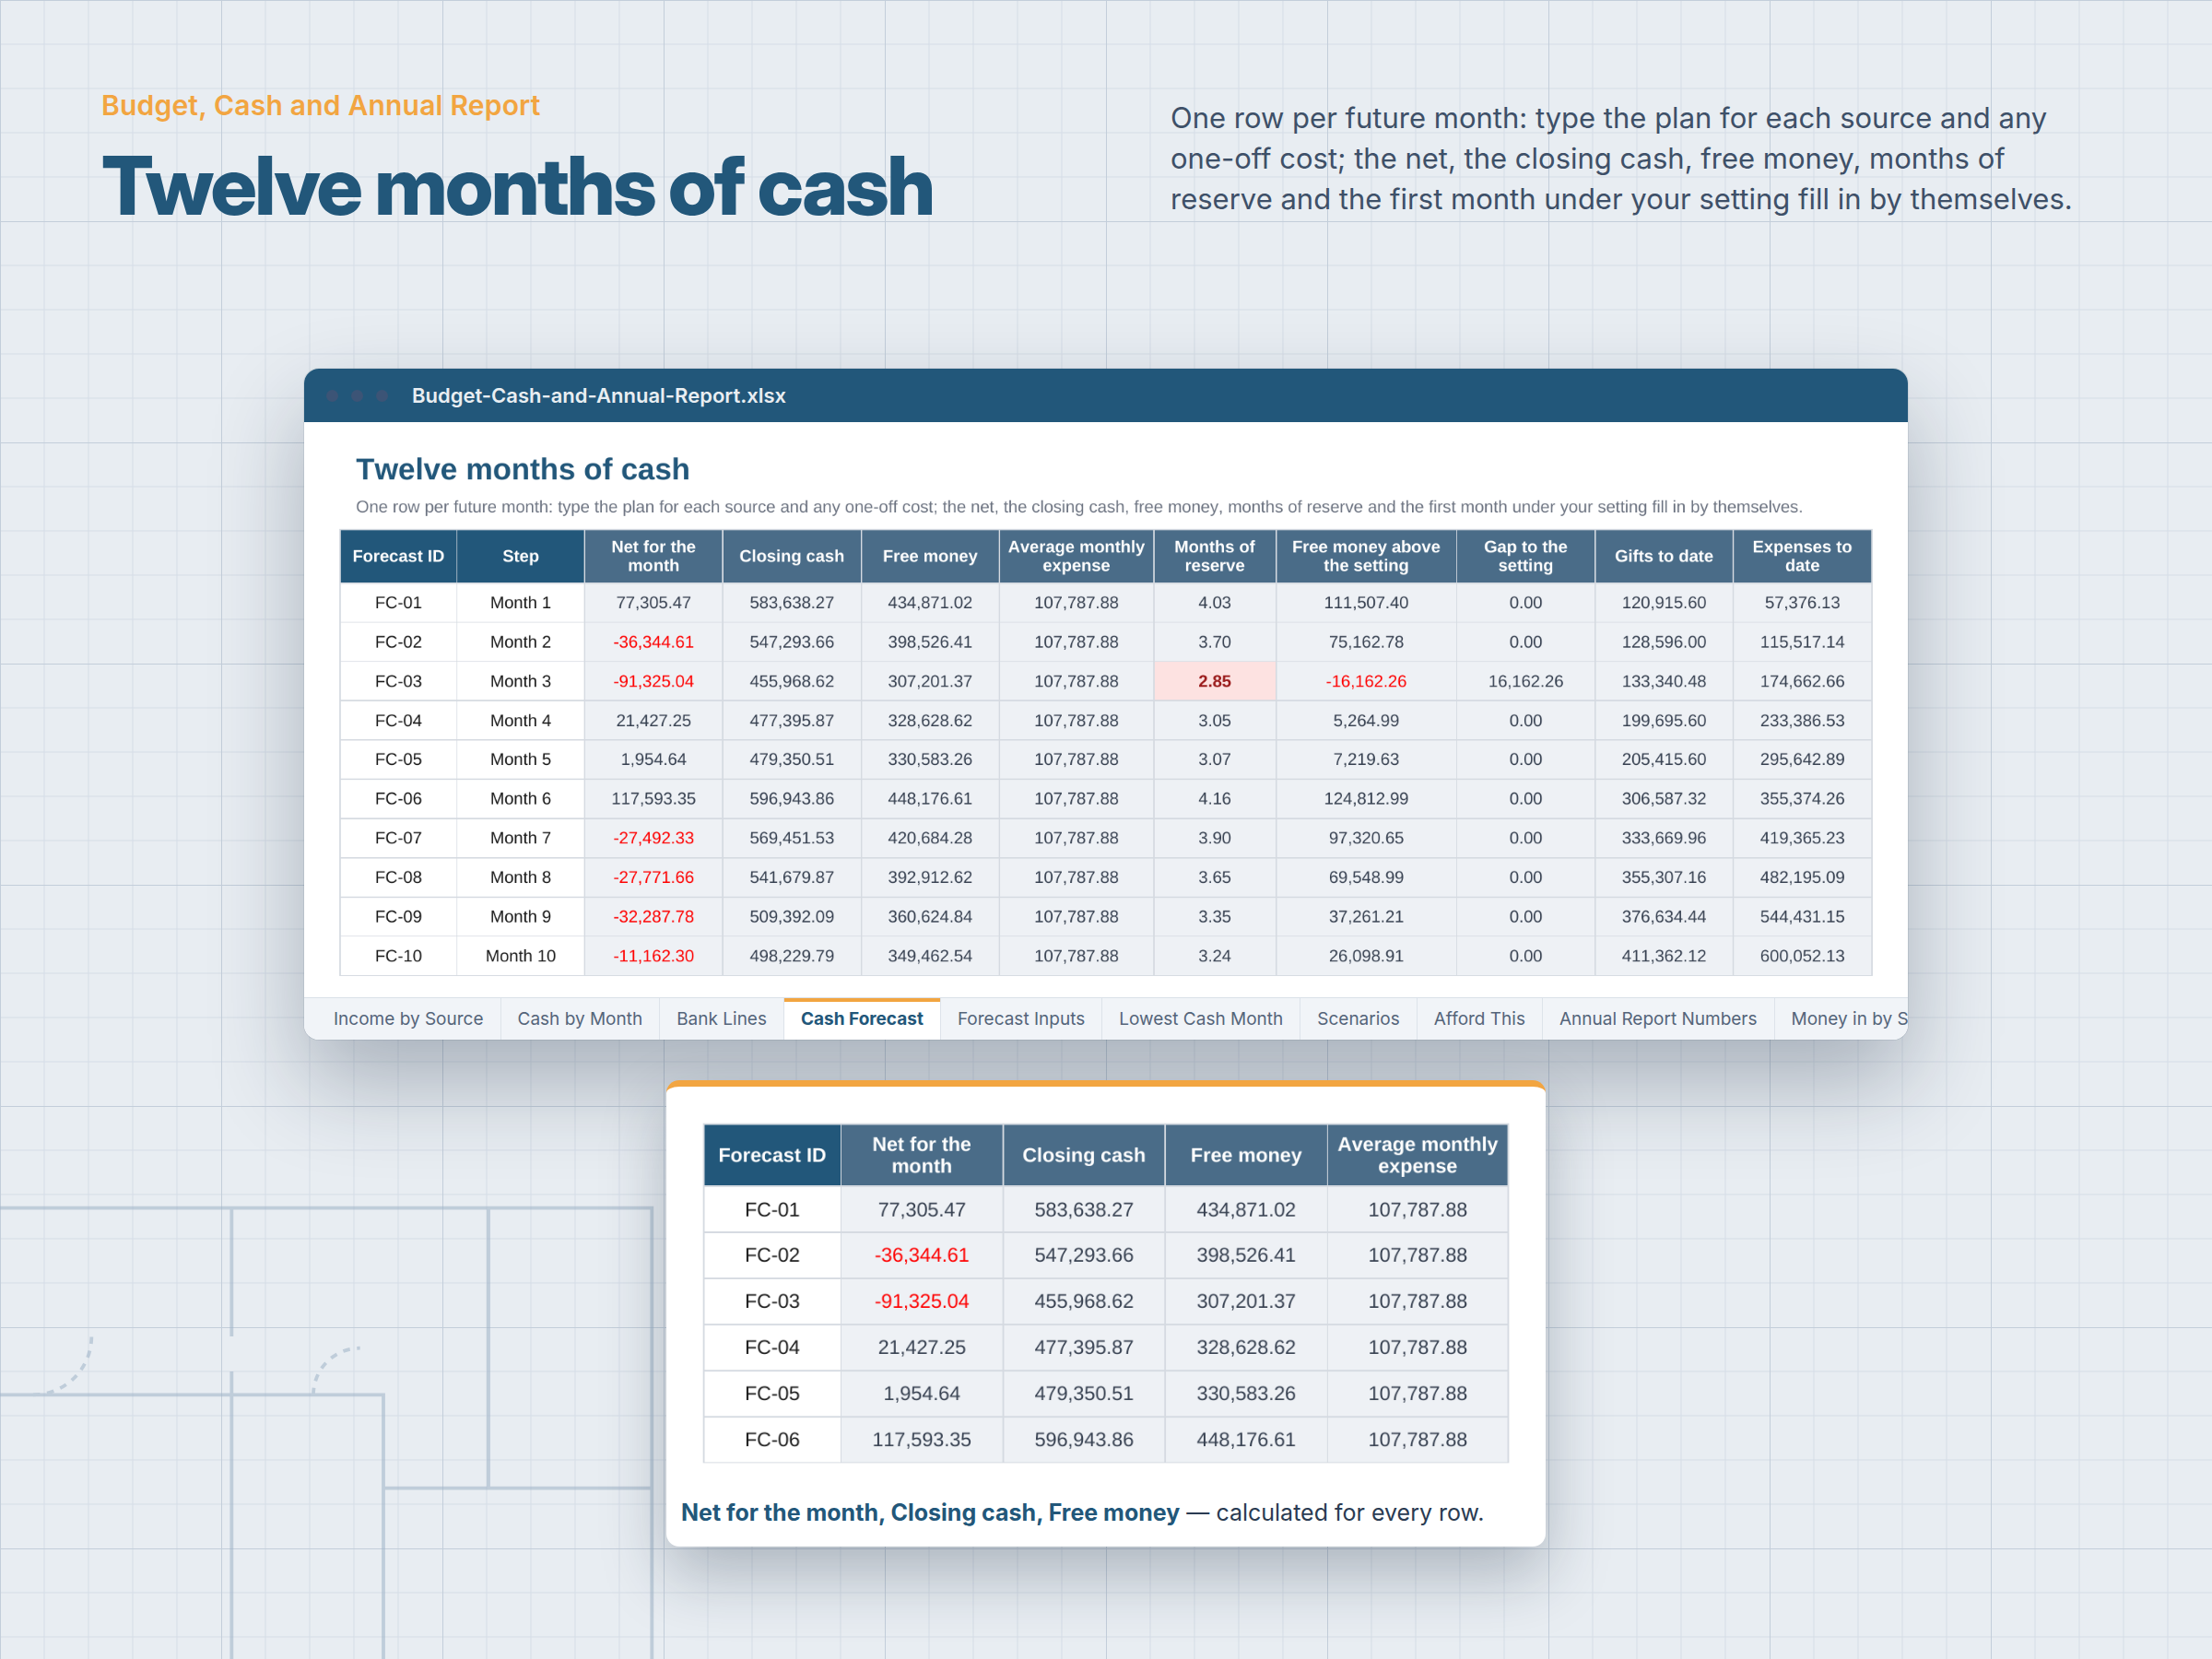 Budget, Cash and Annual Report
Twelve months of cash
One row per future month: type the plan for each source and any
one-off cost; the net, the closing cash, free money, months of
reserve and the first month under your setting fill in by themselves.
Budget-Cash-and-Annual-Report.xlsx
Twelve months of cash
One row per future month: type the plan for each source and any one-off cost; the net, the closing cash, free money, months of reserve and the first month under your setting fill in by themselves.
Forecast ID Step Net for the month Closing cash Free money Average monthly expense Months of reserve Free money above the setting Gap to the setting Gifts to date Expenses to date
FC-01 Month 1 77,305.47 583,638.27 434,871.02 107,787.88 4.03 111,507.40 0.00 120,915.60 57,376.13
FC-02 Month 2 -36,344.61 547,293.66 398,526.41 107,787.88 3.70 75,162.78 0.00 128,596.00 115,517.14
FC-03 Month 3 -91,325.04 455,968.62 307,201.37 107,787.88 2.85 -16,162.26 16,162.26 133,340.48 174,662.66
FC-04 Month 4 21,427.25 477,395.87 328,628.62 107,787.88 3.05 5,264.99 0.00 199,695.60 233,386.53
FC-05 Month 5 1,954.64 479,350.51 330,583.26 107,787.88 3.07 7,219.63 0.00 205,415.60 295,642.89
FC-06 Month 6 117,593.35 596,943.86 448,176.61 107,787.88 4.16 124,812.99 0.00 306,587.32 355,374.26
FC-07 Month 7 -27,492.33 569,451.53 420,684.28 107,787.88 3.90 97,320.65 0.00 333,669.96 419,365.23
FC-08 Month 8 -27,771.66 541,679.87 392,912.62 107,787.88 3.65 69,548.99 0.00 355,307.16 482,195.09
FC-09 Month 9 -32,287.78 509,392.09 360,624.84 107,787.88 3.35 37,261.21 0.00 376,634.44 544,431.15
FC-10 Month 10 -11,162.30 498,229.79 349,462.54 107,787.88 3.24 26,098.91 0.00 411,362.12 600,052.13
Income by Source Cash by Month Bank Lines Cash Forecast Forecast Inputs Lowest Cash Month Scenarios Afford This Annual Report Numbers Money in by S
Forecast ID Net for the month Closing cash Free money Average monthly expense
FC-01 77,305.47 583,638.27 434,871.02 107,787.88
FC-02 -36,344.61 547,293.66 398,526.41 107,787.88
FC-03 -91,325.04 455,968.62 307,201.37 107,787.88
FC-04 21,427.25 477,395.87 328,628.62 107,787.88
FC-05 1,954.64 479,350.51 330,583.26 107,787.88
FC-06 117,593.35 596,943.86 448,176.61 107,787.88
Net for the month, Closing cash, Free money — calculated for every row.